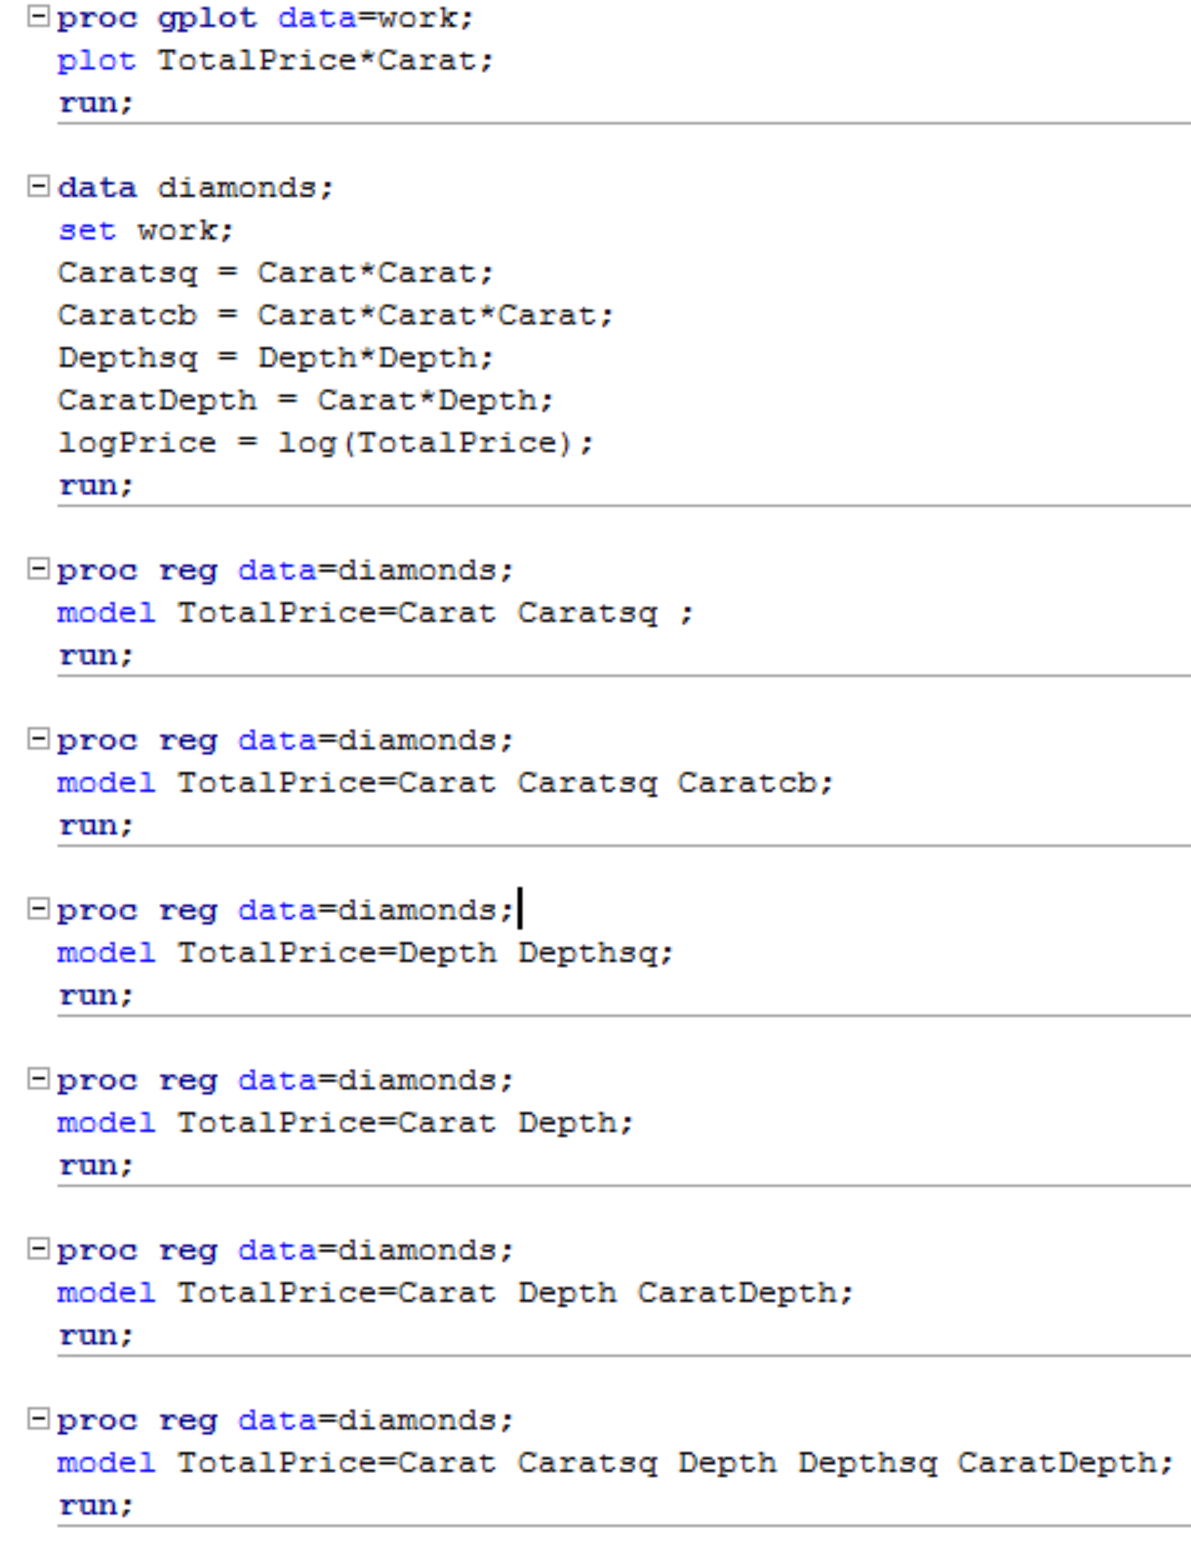 proc gplot data=work;
plot TotalPrice*Carat;
run;
data diamonds;
set work;
Caratsq = Carat*Carat;
Caratcb = Carat*Carat*Carat;
Depthsq = Depth*Depth;
CaratDepth = Carat*Depth;
logPrice = log(TotalPrice);
run;
proc reg data=diamonds;
model TotalPrice=Carat Caratsq ;
run;
proc reg data=diamonds;
model TotalPrice=Carat Caratsq Caratcb;
run;
proc reg data=diamonds;
model TotalPrice=Depth Depthsq;
run;
proc reg data=diamonds;
model TotalPrice=Carat Depth;
run;
proc reg data=diamonds;
model TotalPrice=Carat Depth CaratDepth;
run;
proc reg data=diamonds;
model TotalPrice=Carat Caratsq Depth Depthsq CaratDepth;
run;